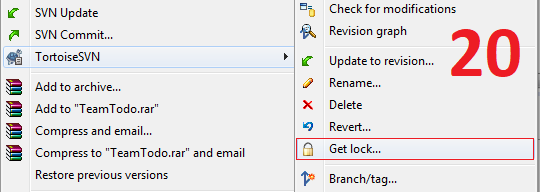 SVN Update
SVN Commit...
TortoiseSVN
Add to archive...
Add to "TeamTodo.rar"
Compress and email...
Compress to "TeamTodo.rar" and email
Restore previous versions
Check for modifications
Revision graph
Update to revision...
Rename...
Delete
Revert...
Get lock...
Branch/tag...
20